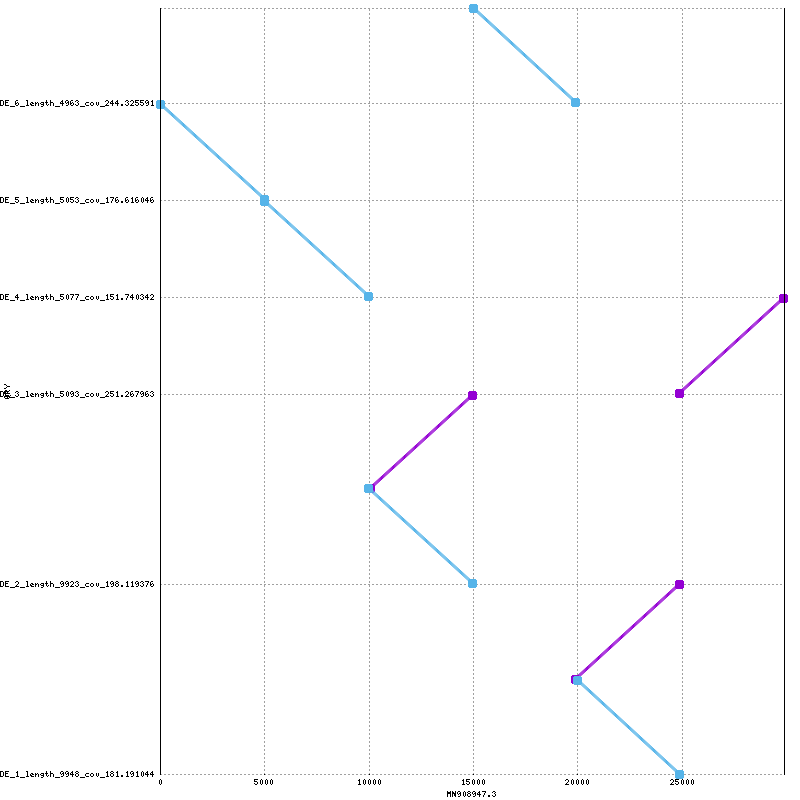 DE_6_length_4963_cov_244.325591
DE_5_length_5053_cov_176.616046
DE_4_length_5077_cov_151.740342
QRY
DE_3_length_5093_cov_251.267963
DE_2_length_9923_cov_198.119376
DE_1_length_9948_cov_181.191044
0 5000 10000 15000 20000 25000
MN908947.3